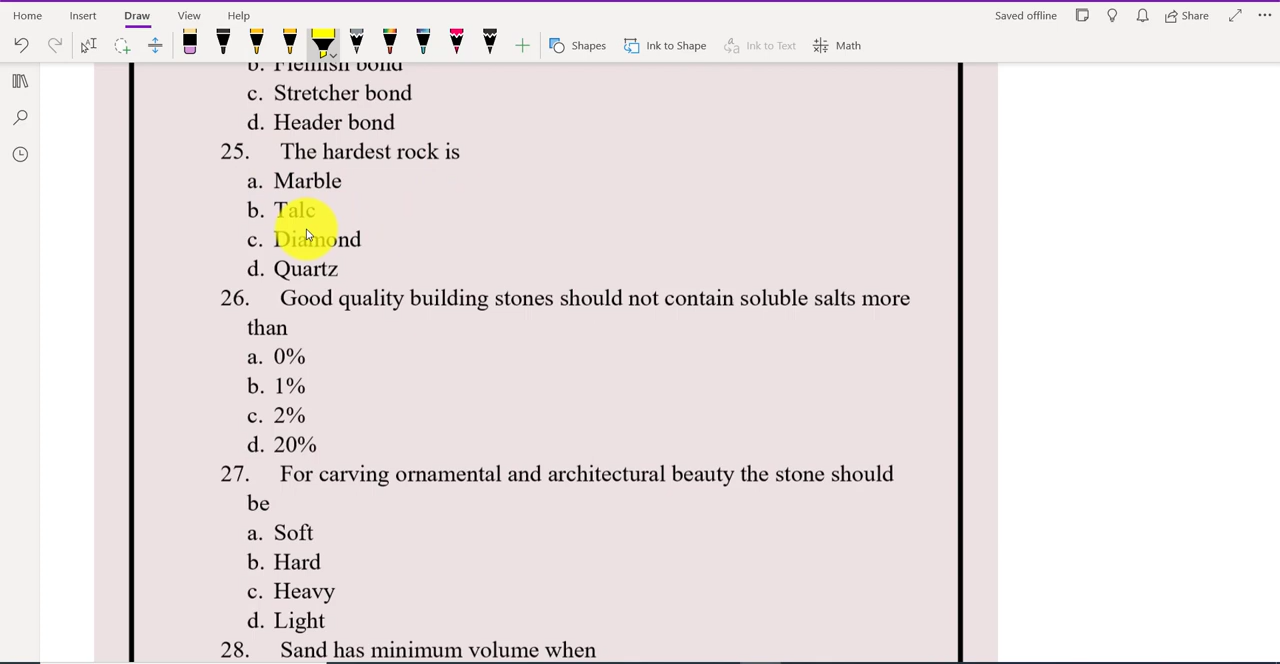 Home Insert Draw View Help Saved offline Share
Shapes Ink to Shape Ink to Text Math
b. Flemish bond
c. Stretcher bond
d. Header bond
25. The hardest rock is
a. Marble
b. Talc
c. Diamond
d. Quartz
26. Good quality building stones should not contain soluble salts more
than
a. 0%
b. 1%
c. 2%
d. 20%
27. For carving ornamental and architectural beauty the stone should
be
a. Soft
b. Hard
c. Heavy
d. Light
28. Sand has minimum volume when